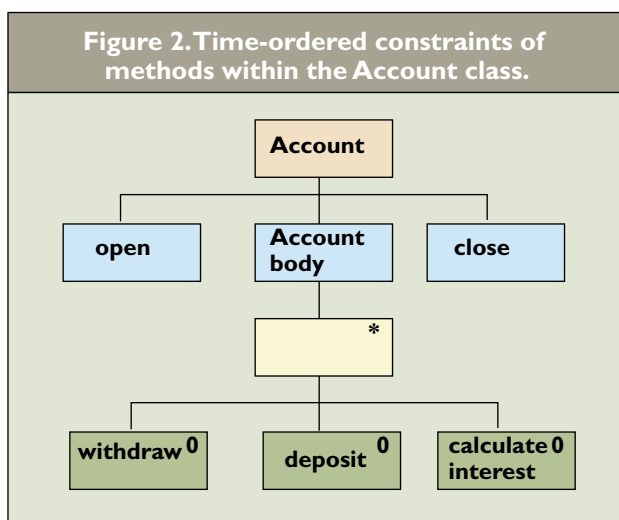 Figure 2. Time-ordered constraints of
methods within the Account class.
Account
open
Account
body
close
*
withdraw 0
deposit 0
calculate 0
interest